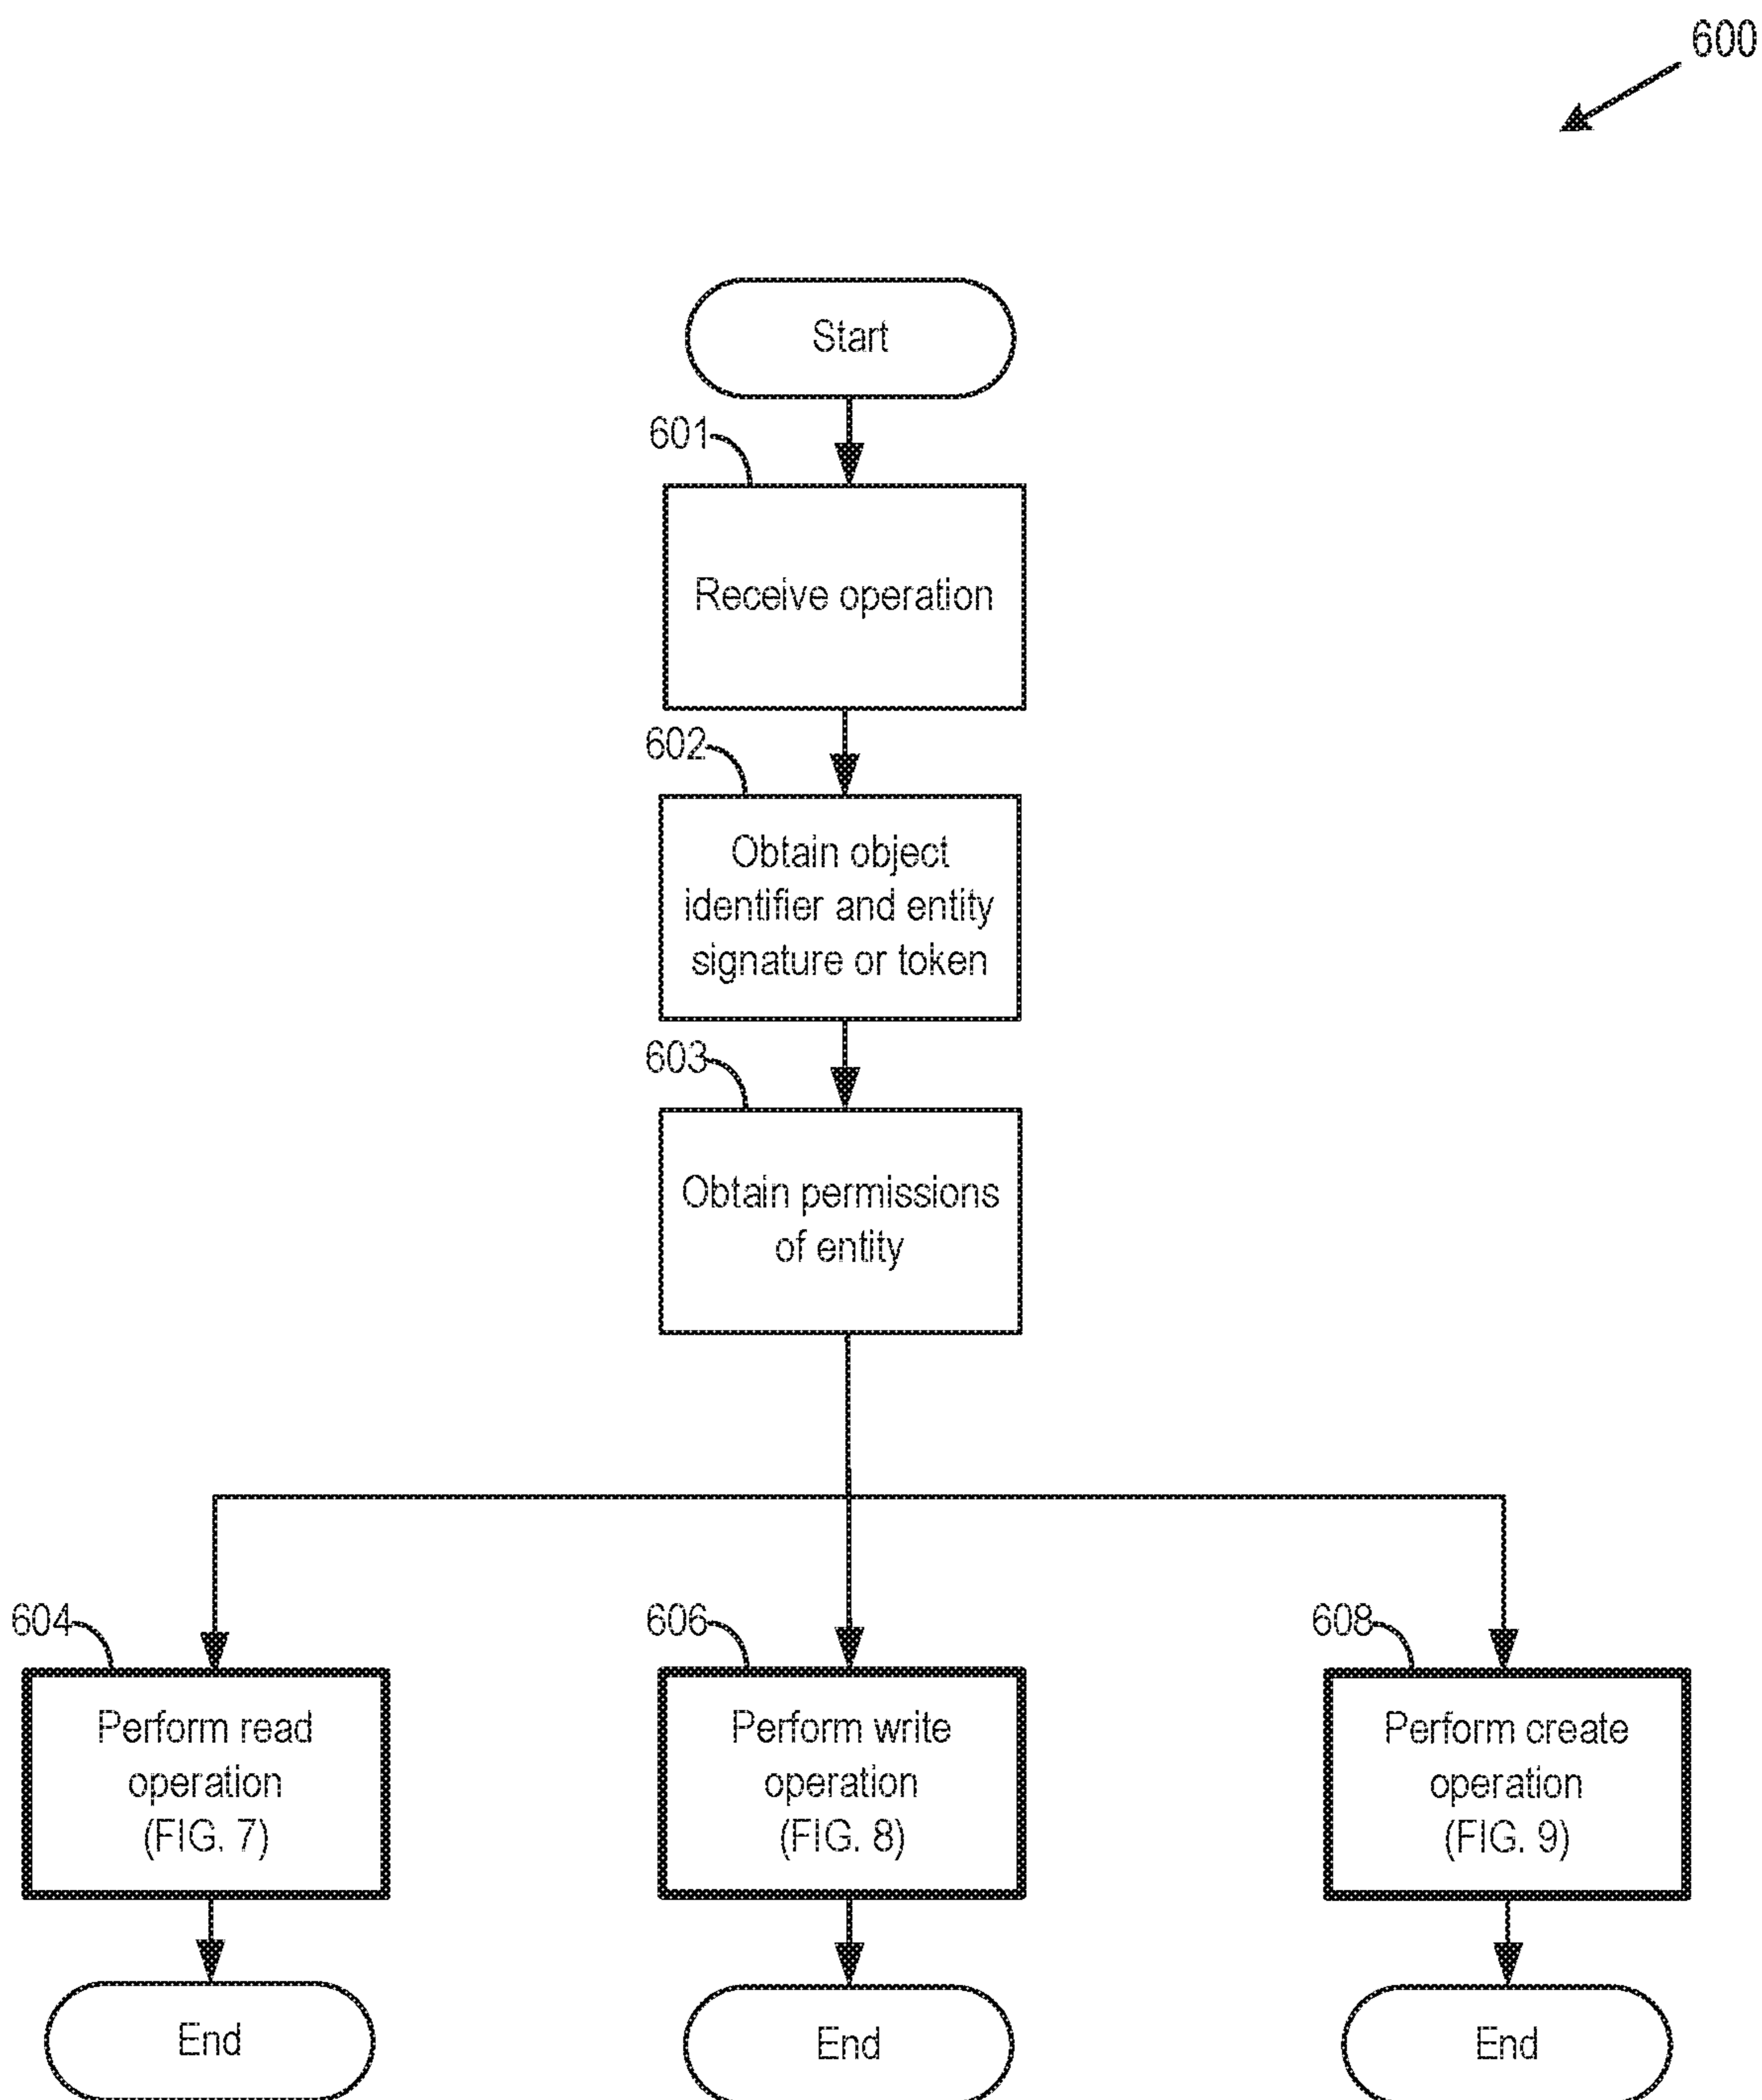 600
Start
601
Receive operation
602
Obtain object
identifier and entity
signature or token
603
Obtain permissions
of entity
604
Perform read
operation
(FIG. 7)
606
Perform write
operation
(FIG. 8)
608
Perform create
operation
(FIG. 9)
End
End
End